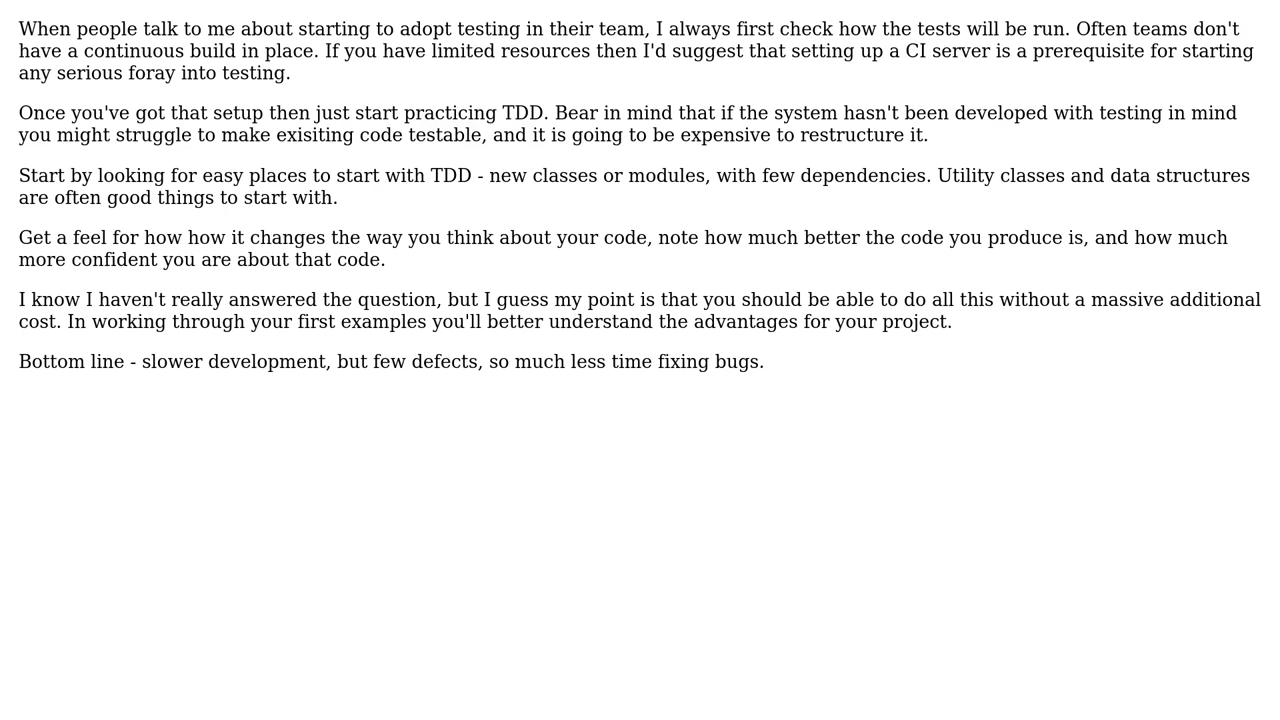 When people talk to me about starting to adopt testing in their team, I always first check how the tests will be run. Often teams don't
have a continuous build in place. If you have limited resources then I'd suggest that setting up a CI server is a prerequisite for starting
any serious foray into testing.
Once you've got that setup then just start practicing TDD. Bear in mind that if the system hasn't been developed with testing in mind
you might struggle to make exisiting code testable, and it is going to be expensive to restructure it.
Start by looking for easy places to start with TDD - new classes or modules, with few dependencies. Utility classes and data structures
are often good things to start with.
Get a feel for how how it changes the way you think about your code, note how much better the code you produce is, and how much
more confident you are about that code.
I know I haven't really answered the question, but I guess my point is that you should be able to do all this without a massive additional
cost. In working through your first examples you'll better understand the advantages for your project.
Bottom line - slower development, but few defects, so much less time fixing bugs.